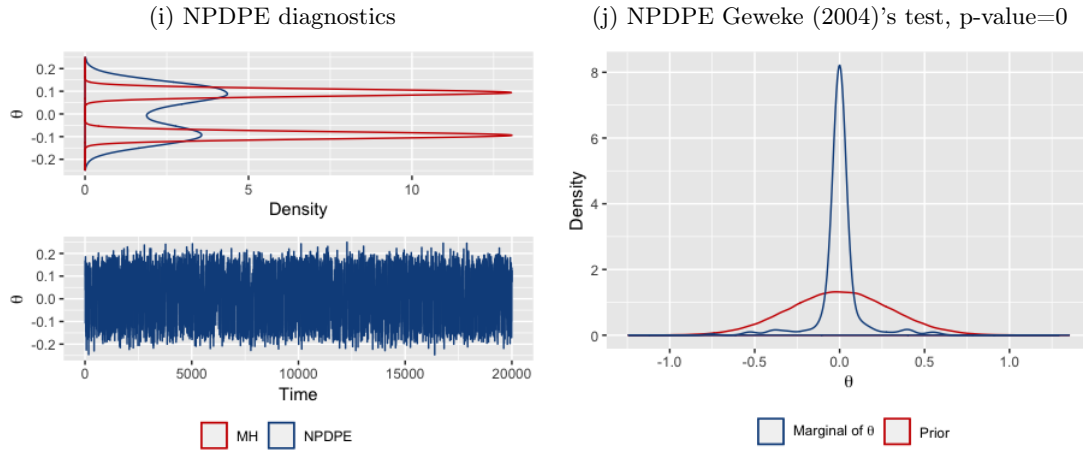 (i) NPDPE diagnostics
θ
0.2
0.1
0.0
-0.1
-0.2
0
5
10
Density
θ
0.2
0.1
0.0
-0.1
-0.2
0
5000
10000
15000
20000
Time
MH
NPDPE
(j) NPDPE Geweke (2004)'s test, p-value=0
Density
8
6
4
2
0
-1.0
-0.5
0.0
0.5
1.0
θ
Marginal of θ
Prior